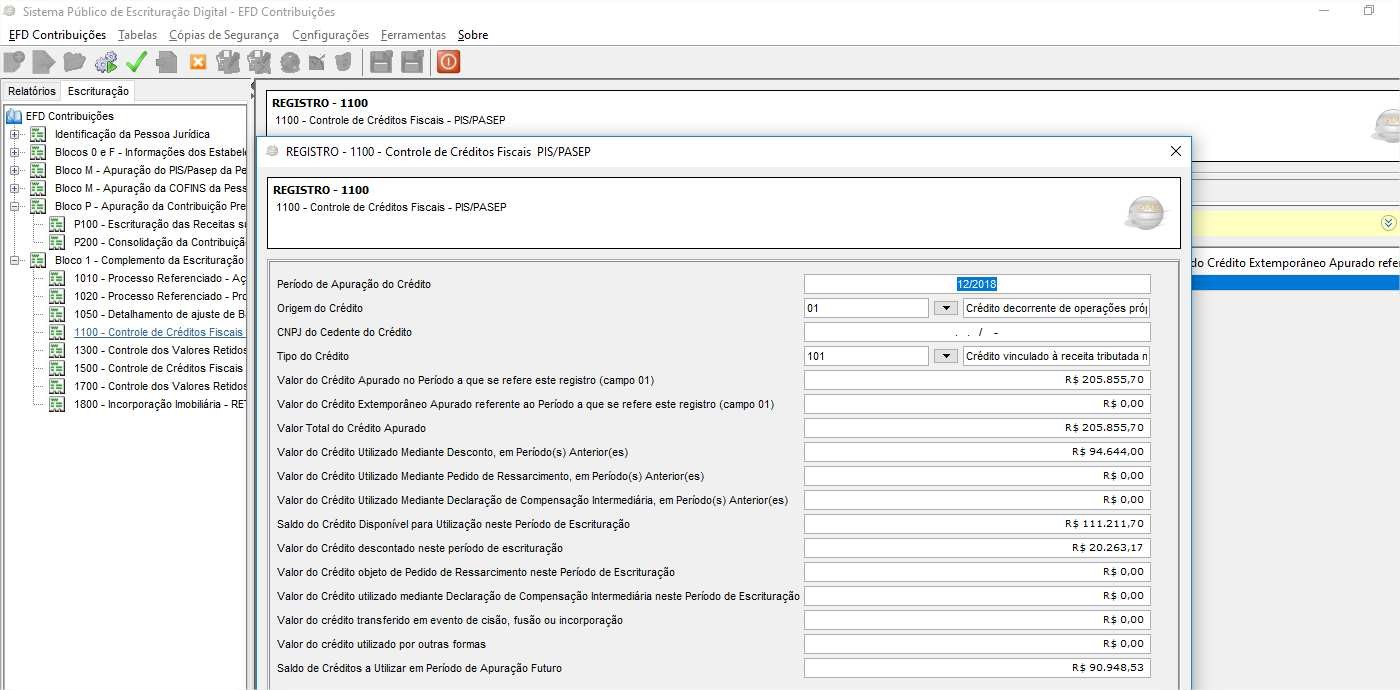 Sistema Público de Escrituração Digital - EFD Contribuições
EFD Contribuições Tabelas Cópias de Segurança Configurações Ferramentas Sobre
Relatórios Escrituração
EFD Contribuições
Identificação da Pessoa Jurídica
Blocos 0 e F - Informações dos Estabele
Bloco M - Apuração do PIS/Pasep da Pe
Bloco M - Apuração da COFINS da Pess
Bloco P - Apuração da Contribuição Pre
P100 - Escrituração das Receitas su
P200 - Consolidação da Contribuiçã
Bloco 1 - Complemento da Escrituração
1010 - Processo Referenciado - Aç
1020 - Processo Referenciado - Pro
1050 - Detalhamento de ajuste de B
1100 - Controle de Créditos Fiscais
1300 - Controle dos Valores Retidos
1500 - Controle de Créditos Fiscais
1700 - Controle dos Valores Retidos
1800 - Incorporação Imobiliária - RET
REGISTRO - 1100
1100 - Controle de Créditos Fiscais - PIS/PASEP
do Crédito Extemporâneo Apurado refer
REGISTRO - 1100 - Controle de Créditos Fiscais PIS/PASEP
REGISTRO - 1100
1100 - Controle de Créditos Fiscais - PIS/PASEP
Período de Apuração do Crédito 12/2018
Origem do Crédito 01 Crédito decorrente de operações próp
CNPJ do Cedente do Crédito . . / -
Tipo do Crédito 101 Crédito vinculado à receita tributada n
Valor do Crédito Apurado no Período a que se refere este registro (campo 01) R$ 205.855,70
Valor do Crédito Extemporâneo Apurado referente ao Período a que se refere este registro (campo 01) R$ 0,00
Valor Total do Crédito Apurado R$ 205.855,70
Valor do Crédito Utilizado Mediante Desconto, em Período(s) Anterior(es) R$ 94.644,00
Valor do Crédito Utilizado Mediante Pedido de Ressarcimento, em Período(s) Anterior(es) R$ 0,00
Valor do Crédito Utilizado Mediante Declaração de Compensação Intermediária, em Período(s) Anterior(es) R$ 0,00
Saldo do Crédito Disponível para Utilização neste Período de Escrituração R$ 111.211,70
Valor do Crédito descontado neste período de escrituração R$ 20.263,17
Valor do Crédito objeto de Pedido de Ressarcimento neste Período de Escrituração R$ 0,00
Valor do Crédito utilizado mediante Declaração de Compensação Intermediária neste Período de Escrituração R$ 0,00
Valor do crédito transferido em evento de cisão, fusão ou incorporação R$ 0,00
Valor do crédito utilizado por outras formas R$ 0,00
Saldo de Créditos a Utilizar em Período de Apuração Futuro R$ 90.948,53